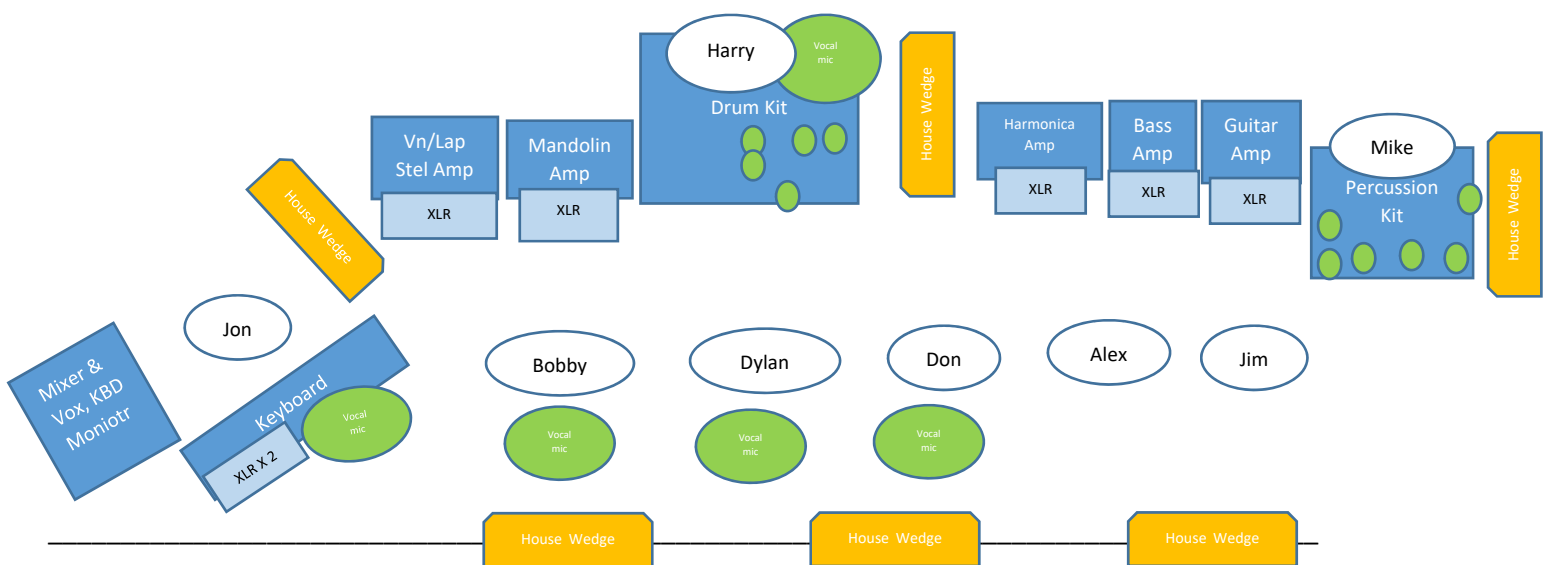 Harry
Vocal
mic
Drum Kit
House Wedge
Vn/Lap
Stel Amp
XLR
Mandolin
Amp
XLR
Harmonica
Amp
XLR
Bass
Amp
XLR
Guitar
Amp
XLR
Mike
Percussion
Kit
House Wedge
House Wedge
Jon
Mixer &
Vox, KBD
Moniotr
Keyboard
XLR X 2
Vocal
mic
Bobby
Vocal
mic
Dylan
Vocal
mic
Don
Vocal
mic
Alex
Jim
House Wedge
House Wedge
House Wedge